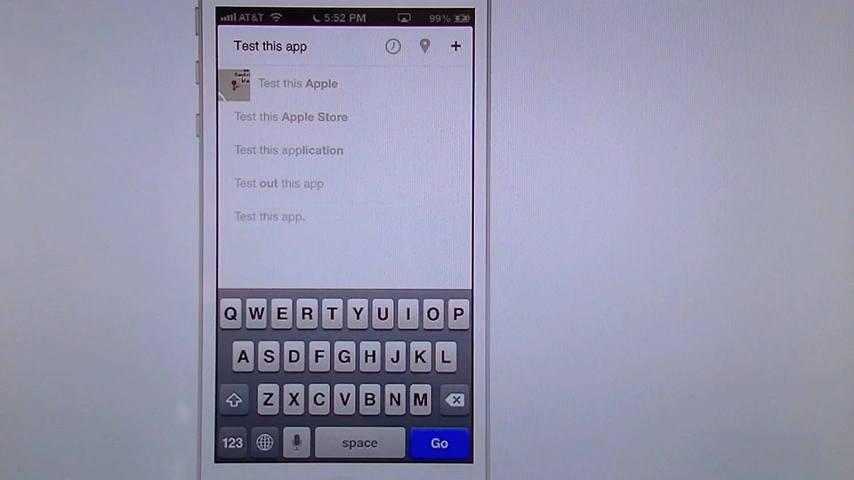 AT&T 5:52 PM 99%
Test this app
Test this Apple
Test this Apple Store
Test this application
Test out this app
Test this app.
Q W E R T Y U I O P
A S D F G H J K L
Z X C V B N M
123 space Go